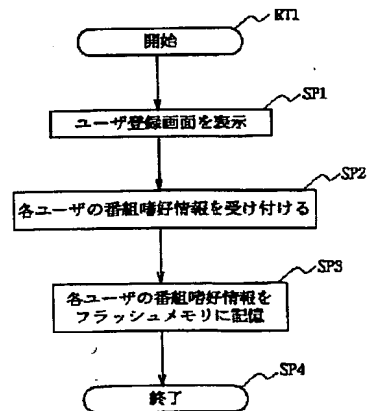 RT1
開始
SP1
ユーザ登録画面を表示
SP2
各ユーザの番組嗜好情報を受け付ける
SP3
各ユーザの番組嗜好情報を
フラッシュメモリに記憶
SP4
終了